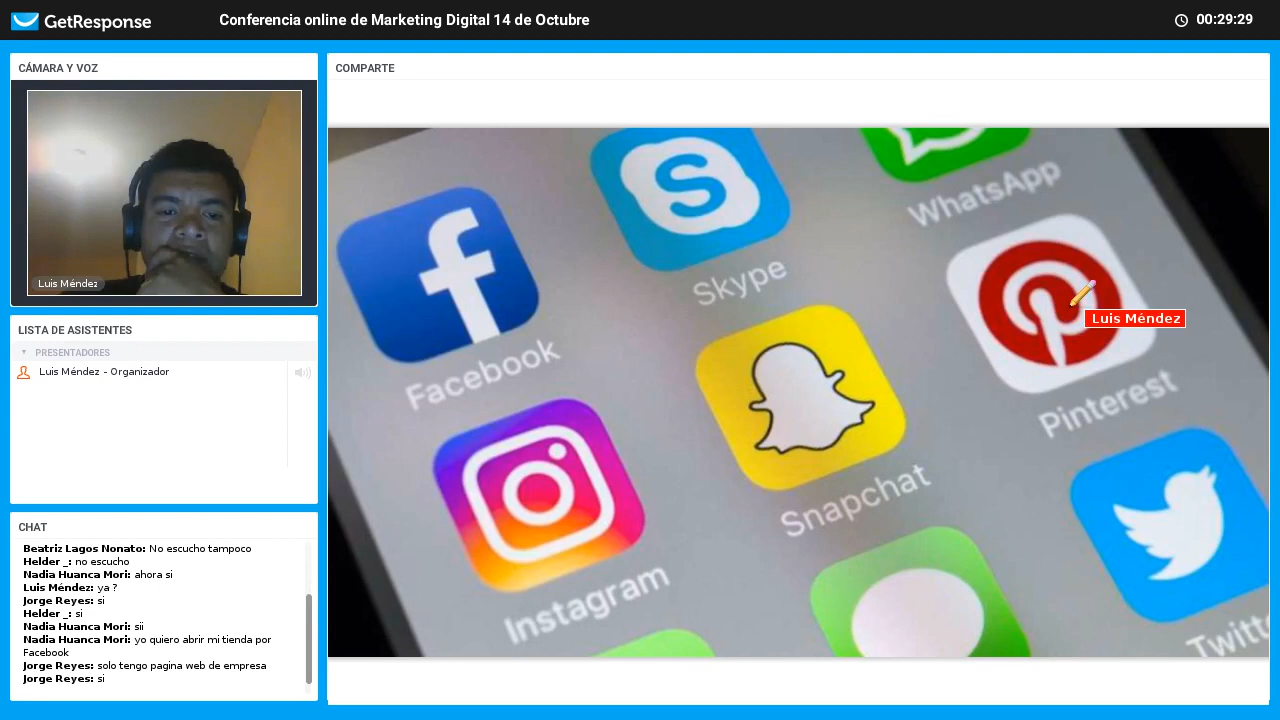 GetResponse
Conferencia online de Marketing Digital 14 de Octubre
00:29:29
CÁMARA Y VOZ
Luis Méndez
LISTA DE ASISTENTES
PRESENTADORES
Luis Méndez - Organizador
CHAT
Beatriz Lagos Nonato: No escucho tampoco
Helder _: no escucho
Nadia Huanca Mori: ahora si
Luis Méndez: ya ?
Jorge Reyes: si
Helder _: si
Nadia Huanca Mori: sii
Nadia Huanca Mori: yo quiero abrir mi tienda por
Facebook
Jorge Reyes: solo tengo pagina web de empresa
Jorge Reyes: si
COMPARTE
WhatsApp
Skype
Facebook
Luis Méndez
Pinterest
Snapchat
Instagram
Twitt